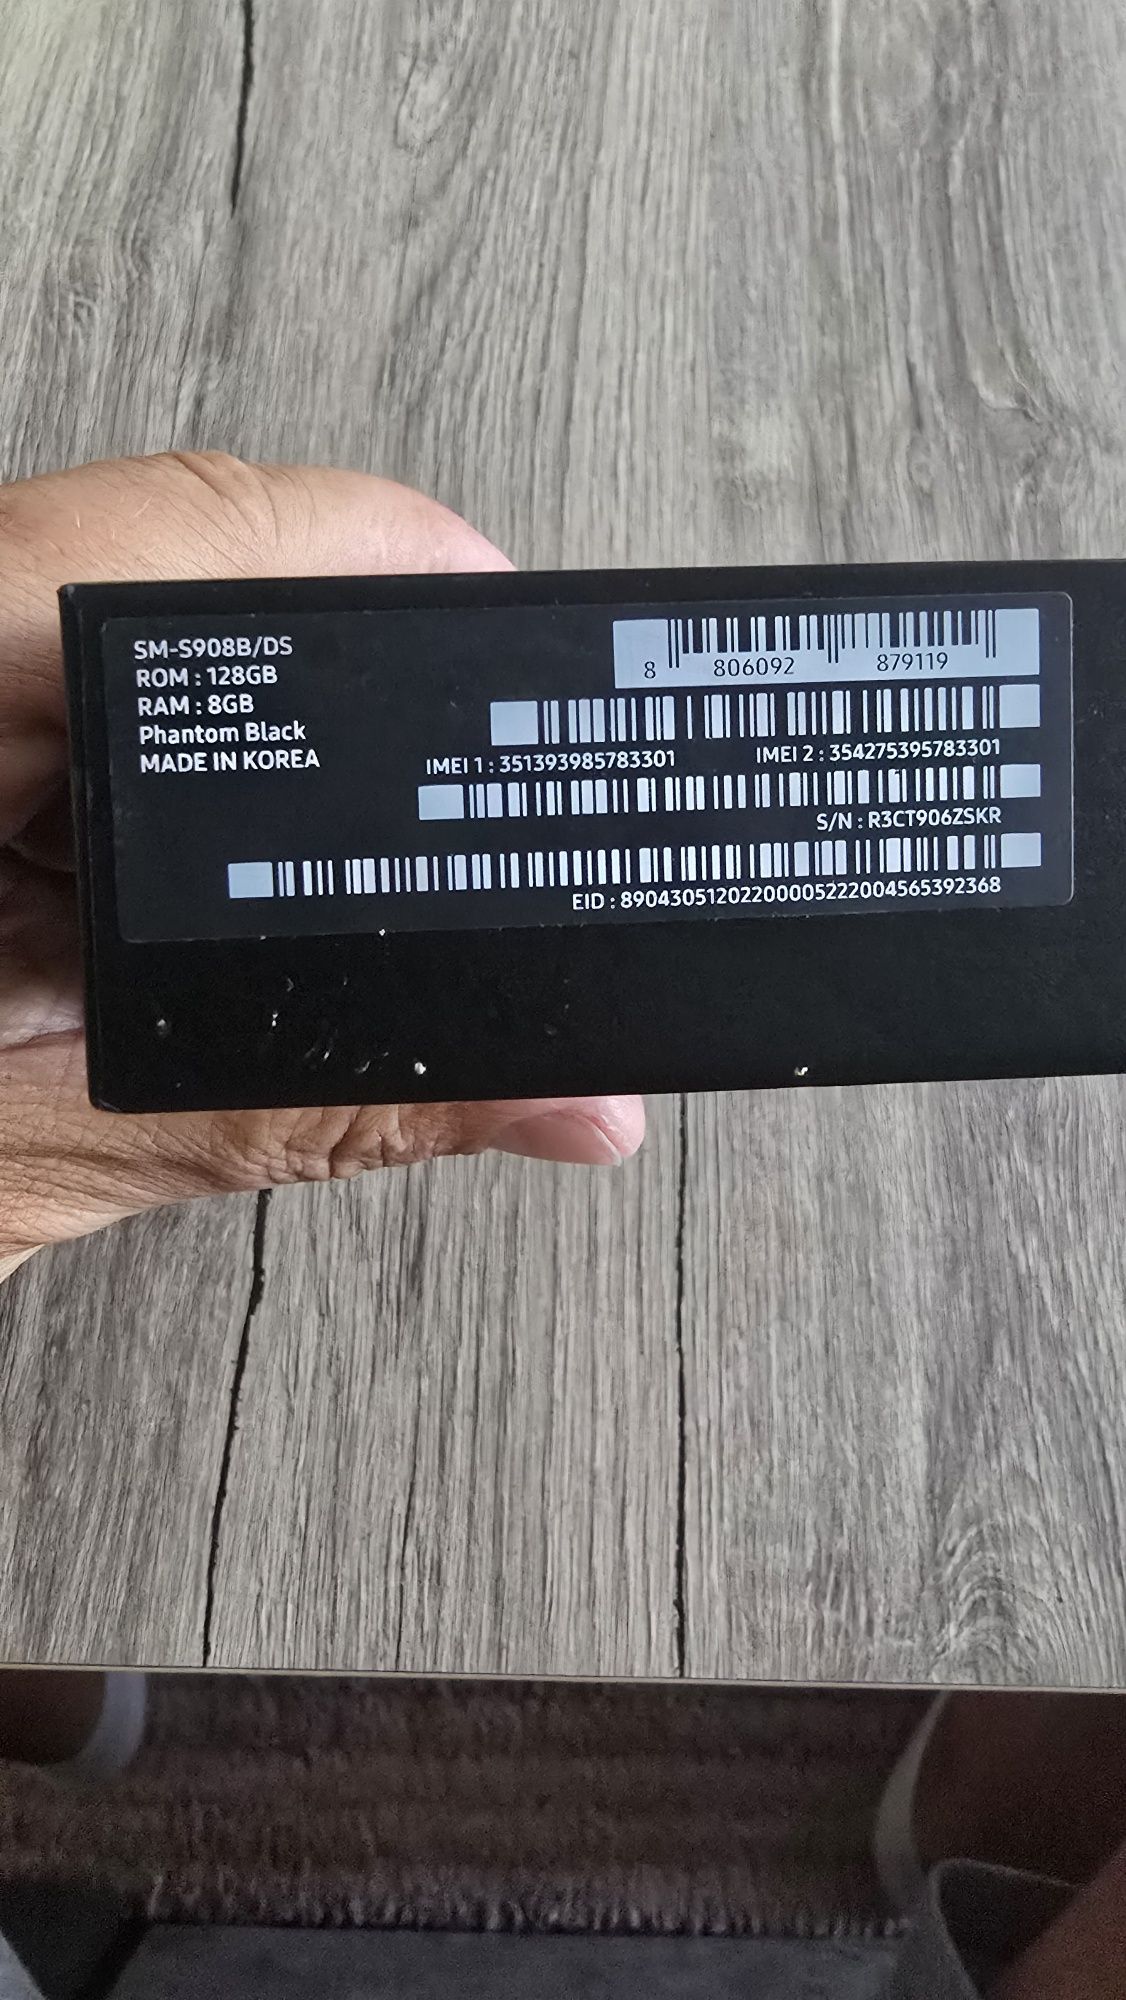 SM-S908B/DS
ROM : 128GB
RAM : 8GB
Phantom Black
MADE IN KOREA
8 806092 879119
IMEI 1 : 351393985783301 IMEI 2 : 354275395783301
S/N : R3CT906ZSKR
EID : 89043051202200005222004565392368